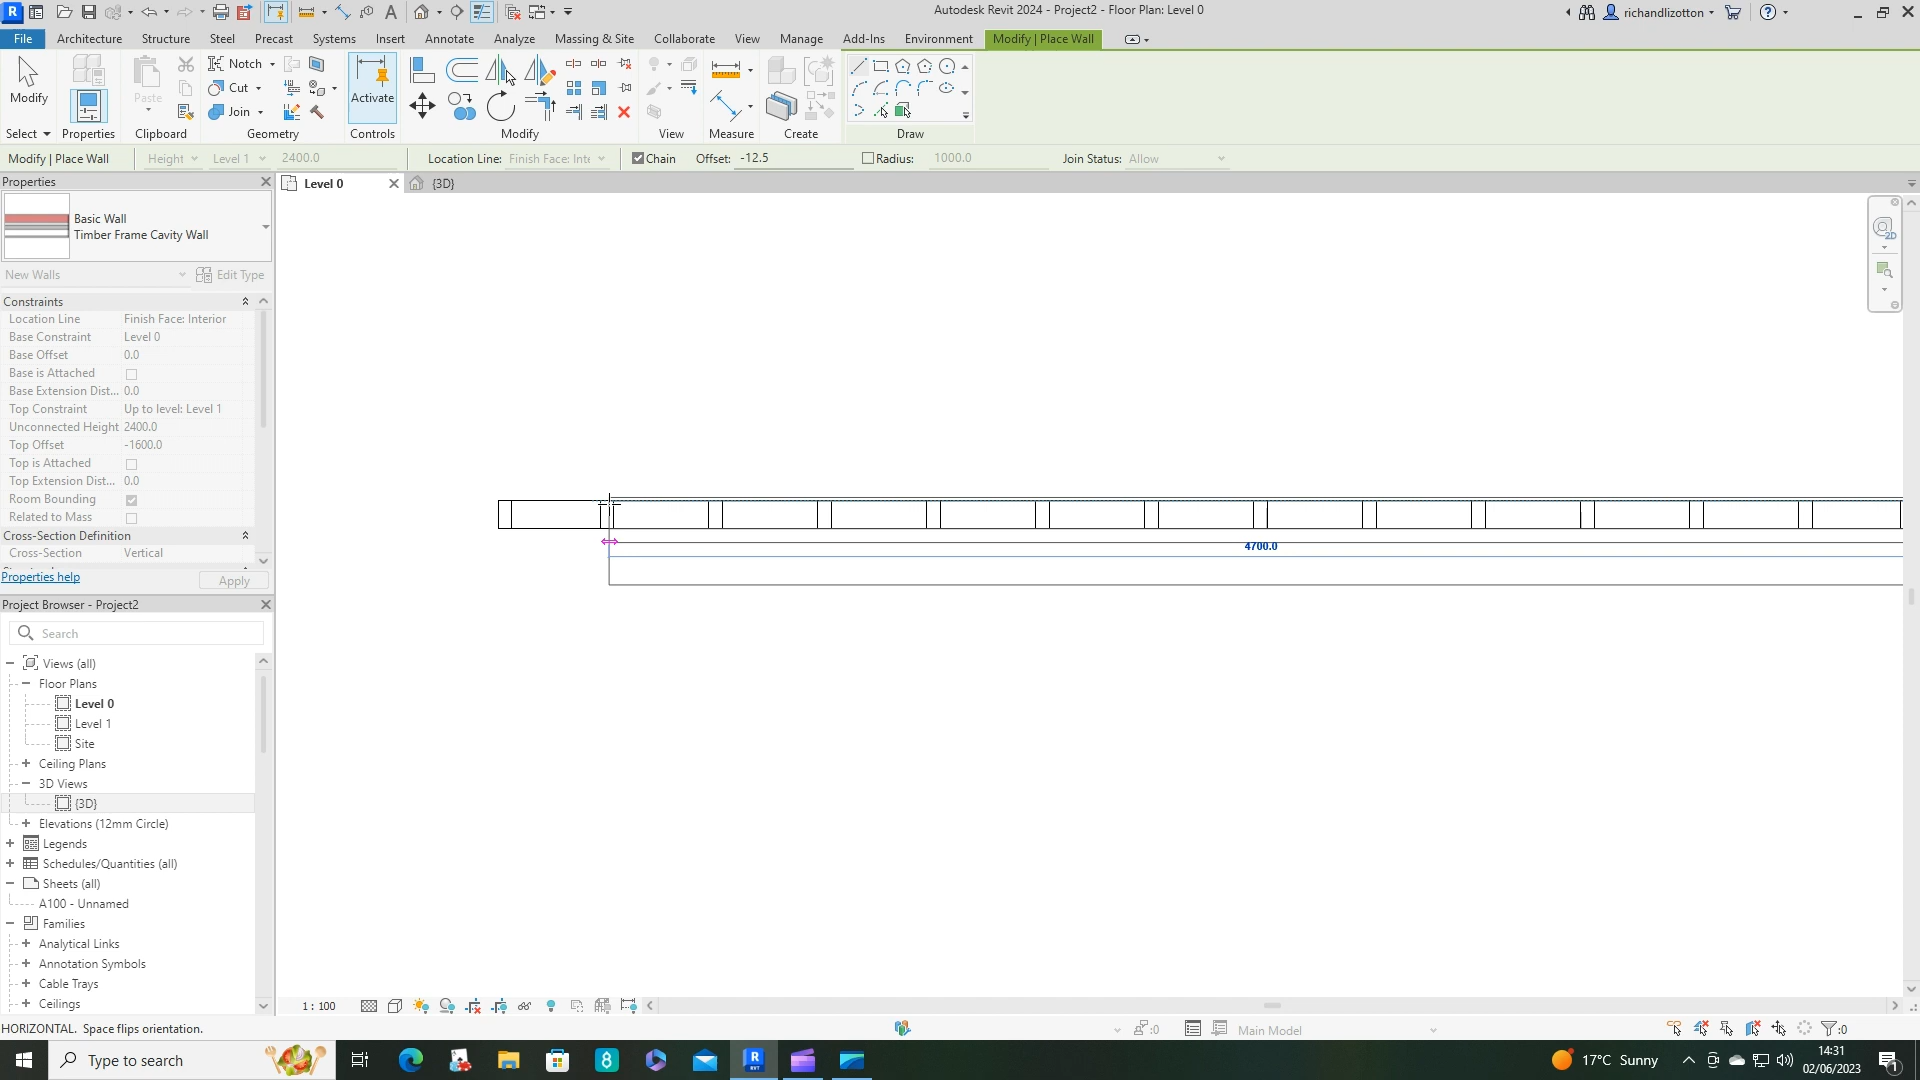 Autodesk Revit 2024 - Project2 - Floor Plan: Level 0
richandlizotton
File Architecture Structure Steel Precast Systems Insert Annotate Analyze Massing & Site Collaborate View Manage Add-Ins Environment Modify | Place Wall
Modify
Paste
Notch
Cut
Join
Activate
Select Properties Clipboard Geometry Controls Modify View Measure Create Draw
Modify | Place Wall Height Level 1 2400.0 Location Line: Finish Face: Inte Chain Offset: -12.5 Radius: 1000.0 Join Status: Allow
Properties
Level 0
{3D}
Basic Wall
Timber Frame Cavity Wall
New Walls
Edit Type
Constraints
Location Line Finish Face: Interior
Base Constraint Level 0
Base Offset 0.0
Base is Attached
Base Extension Dist... 0.0
Top Constraint Up to level: Level 1
Unconnected Height 2400.0
Top Offset -1600.0
Top is Attached
Top Extension Dist... 0.0
Room Bounding
Related to Mass
Cross-Section Definition
Cross-Section Vertical
Properties help
Apply
4700.0
2D
Project Browser - Project2
Search
Views (all)
Floor Plans
Level 0
Level 1
Site
Ceiling Plans
3D Views
{3D}
Elevations (12mm Circle)
Legends
Schedules/Quantities (all)
Sheets (all)
A100 - Unnamed
Families
Analytical Links
Annotation Symbols
Cable Trays
Ceilings
1 : 100
HORIZONTAL. Space flips orientation.
:0
Main Model
:0
Type to search
17°C Sunny
14:31
02/06/2023